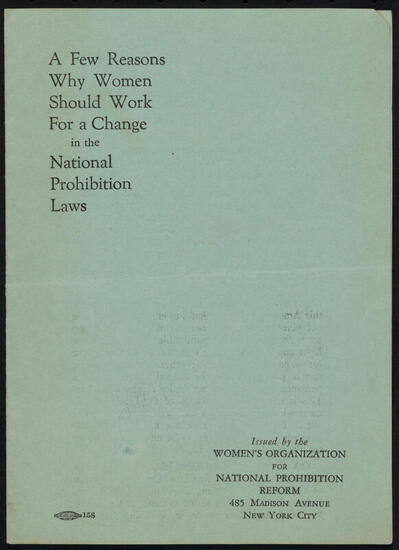 A Few Reasons
Why Women
Should Work
For a Change
in the
National
Prohibition
Laws
Issued by the
WOMEN'S ORGANIZATION
FOR
NATIONAL PROHIBITION
REFORM
485 MADISON AVENUE
NEW YORK CITY
158